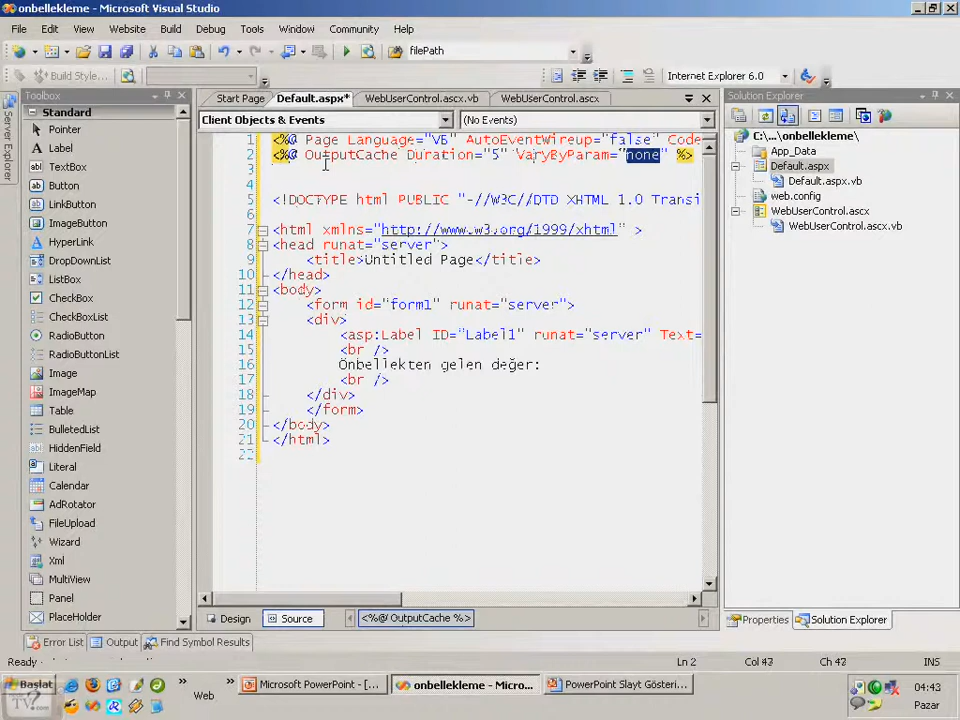 onbellekleme - Microsoft Visual Studio
File Edit View Website Build Debug Tools Window Community Help
filePath
Build Style...
Internet Explorer 6.0
Server Explorer
Toolbox
Standard
Pointer
Label
TextBox
Button
LinkButton
ImageButton
HyperLink
DropDownList
ListBox
CheckBox
CheckBoxList
RadioButton
RadioButtonList
Image
ImageMap
Table
BulletedList
HiddenField
Literal
Calendar
AdRotator
FileUpload
Wizard
Xml
MultiView
Panel
PlaceHolder
Start Page Default.aspx* WebUserControl.ascx.vb WebUserControl.ascx
Client Objects & Events (No Events)
1 <%@ Page Language="VB" AutoEventWireup="false" Code
2 <%@ OutputCache Duration="5" VaryByParam="none" %>
3
4
5 <!DOCTYPE html PUBLIC "-//W3C//DTD XHTML 1.0 Transi
6
7 <html xmlns="http://www.w3.org/1999/xhtml" >
8 <head runat="server">
9 <title>Untitled Page</title>
10 </head>
11 <body>
12 <form id="form1" runat="server">
13 <div>
14 <asp:Label ID="Label1" runat="server" Text=
15 <br />
16 Önbellekten gelen değer:
17 <br />
18 </div>
19 </form>
20 </body>
21 </html>
22
Design Source <%@ OutputCache %>
Solution Explorer
C:\...\onbellekleme\
App_Data
Default.aspx
Default.aspx.vb
web.config
WebUserControl.ascx
WebUserControl.ascx.vb
Properties Solution Explorer
Error List Output Find Symbol Results
Ready Ln 2 Col 43 Ch 43 INS
Başlat Web Microsoft PowerPoint - [... onbellekleme - Micro... PowerPoint Slayt Gösteri... 04:43
Pazar